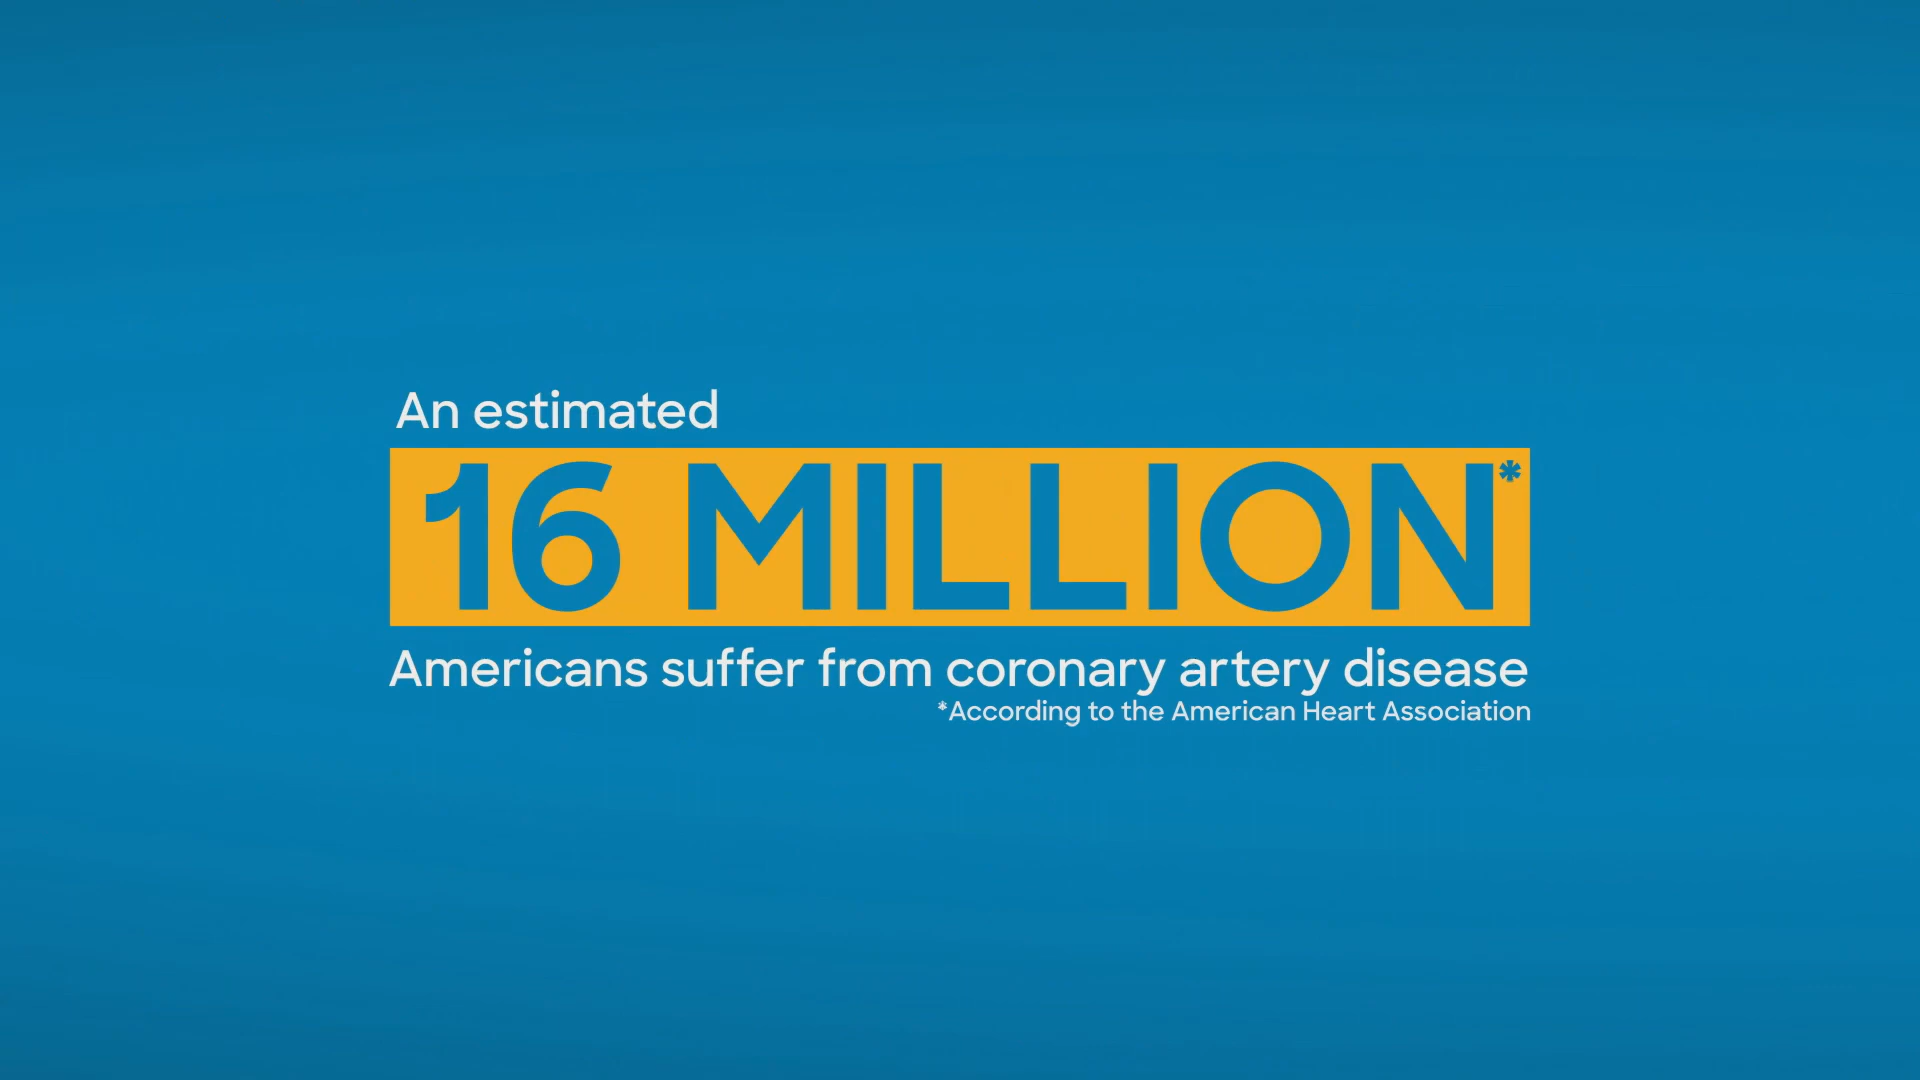 An estimated
16 MILLION*
Americans suffer from coronary artery disease
*According to the American Heart Association